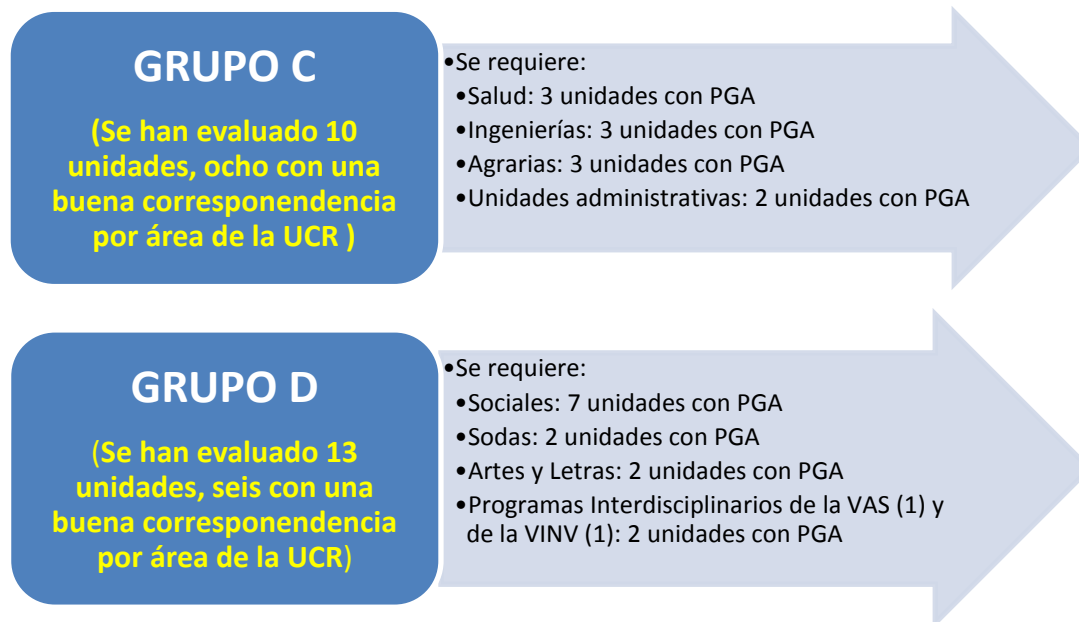 GRUPO C
(Se han evaluado 10
unidades, ocho con una
buena correspondencia
por área de la UCR )
•Se requiere:
•Salud: 3 unidades con PGA
•Ingenierías: 3 unidades con PGA
•Agrarias: 3 unidades con PGA
•Unidades administrativas: 2 unidades con PGA
GRUPO D
(Se han evaluado 13
unidades, seis con una
buena correspondencia
por área de la UCR)
•Se requiere:
•Sociales: 7 unidades con PGA
•Sodas: 2 unidades con PGA
•Artes y Letras: 2 unidades con PGA
•Programas Interdisciplinarios de la VAS (1) y
de la VINV (1): 2 unidades con PGA